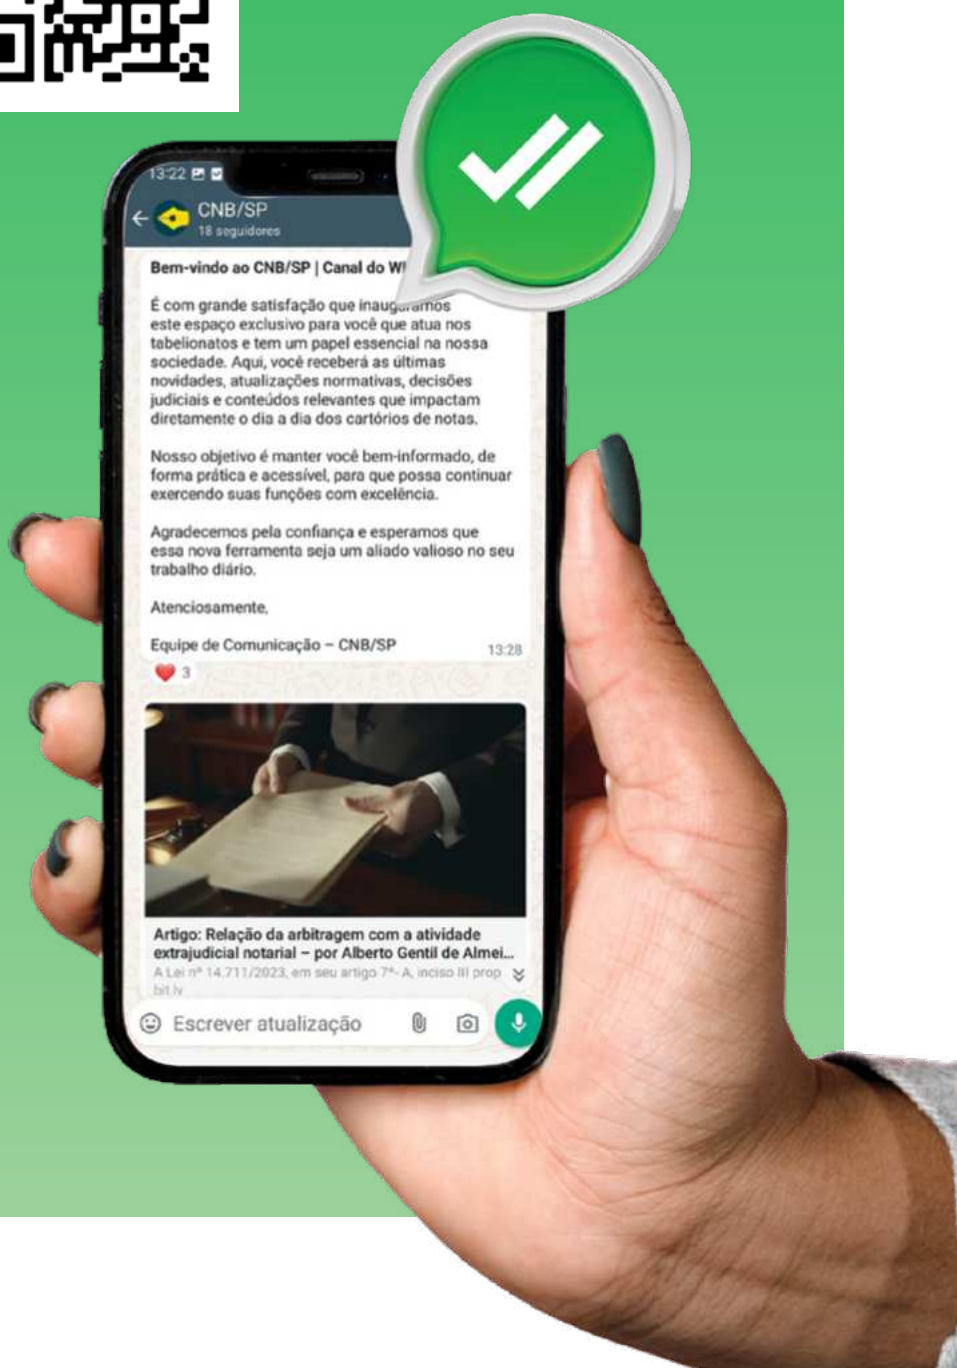 13:22
CNB/SP
18 seguidores
Bem-vindo ao CNB/SP | Canal do
É com grande satisfação que inauguramos
este espaço exclusivo para você que atua nos
tabelionatos e tem um papel essencial na nossa
sociedade. Aqui, você receberá as últimas
novidades, atualizações normativas, decisões
judiciais e conteúdos relevantes que impactam
diretamente o dia a dia dos cartórios de notas.
Nosso objetivo é manter você bem-informado, de
forma prática e acessível, para que possa continuar
exercendo suas funções com excelência.
Agradecemos pela confiança e esperamos que
essa nova ferramenta seja um aliado valioso no seu
trabalho diário.
Atenciosamente,
Equipe de Comunicação – CNB/SP
13:28
3
Artigo: Relação da arbitragem com a atividade
extrajudicial notarial – por Alberto Gentil de Almei...
A Lei nº 14.711/2023, em seu artigo 7º- A, inciso III prop
bit.ly
Escrever atualização